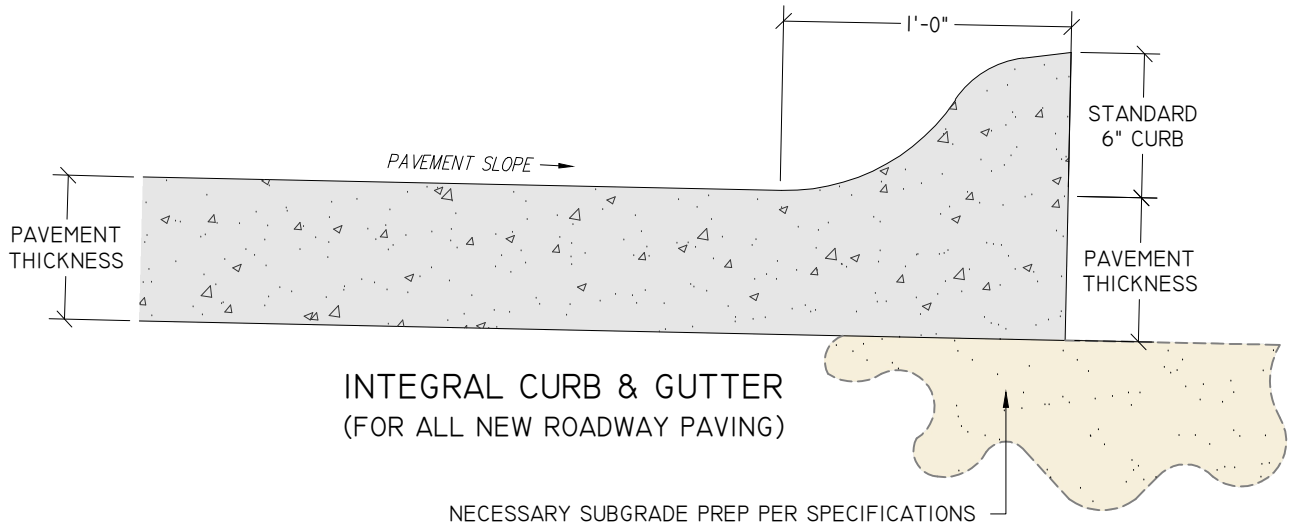 1'-0"
STANDARD
6" CURB
PAVEMENT SLOPE
PAVEMENT
THICKNESS
PAVEMENT
THICKNESS
INTEGRAL CURB & GUTTER
(FOR ALL NEW ROADWAY PAVING)
NECESSARY SUBGRADE PREP PER SPECIFICATIONS